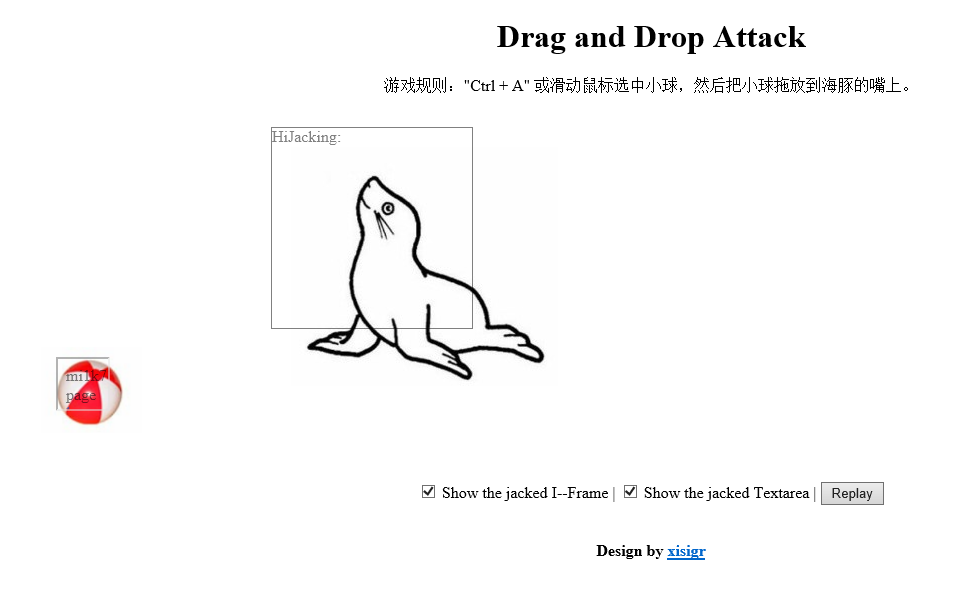 Drag and Drop Attack
游戏规则："Ctrl + A" 或滑动鼠标选中小球，然后把小球拖放到海豚的嘴上。
HiJacking:
page
Show the jacked I--Frame | Show the jacked Textarea | Replay
Design by xisigr